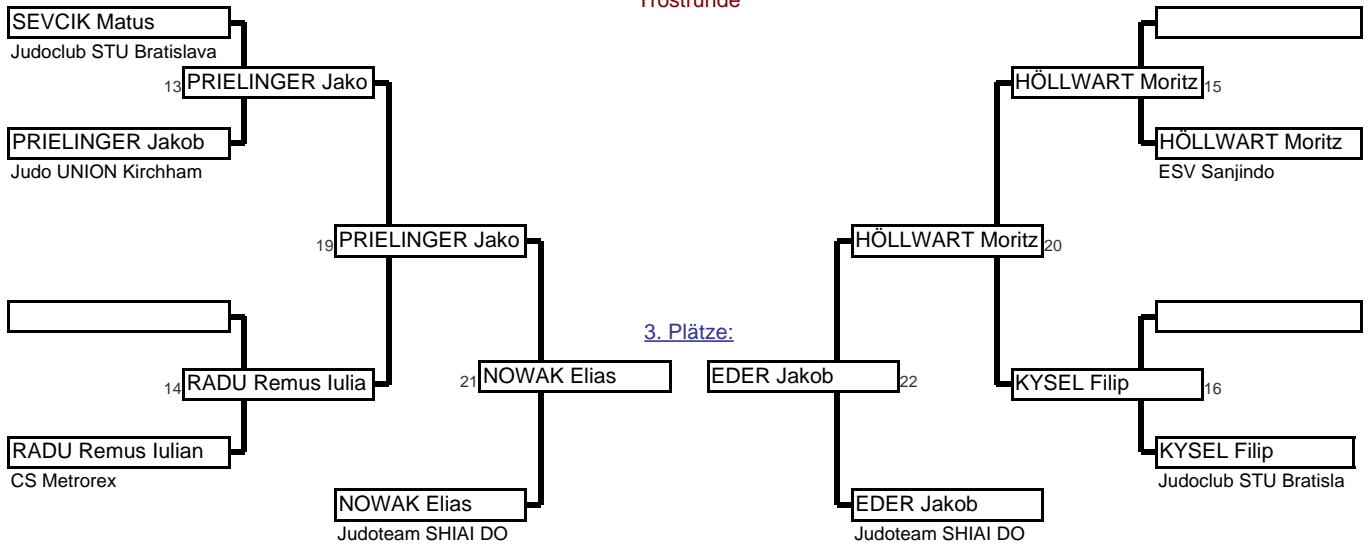 Trostrunde
SEVCIK Matus
Judoclub STU Bratislava
13 PRIELINGER Jako
HÖLLWART Moritz 15
PRIELINGER Jakob
Judo UNION Kirchham
HÖLLWART Moritz
ESV Sanjindo
19 PRIELINGER Jako
HÖLLWART Moritz 20
3. Plätze:
14 RADU Remus Iulia
21 NOWAK Elias
EDER Jakob 22
KYSEL Filip 16
RADU Remus Iulian
CS Metrorex
KYSEL Filip
Judoclub STU Bratisla
NOWAK Elias
Judoteam SHIAI DO
EDER Jakob
Judoteam SHIAI DO